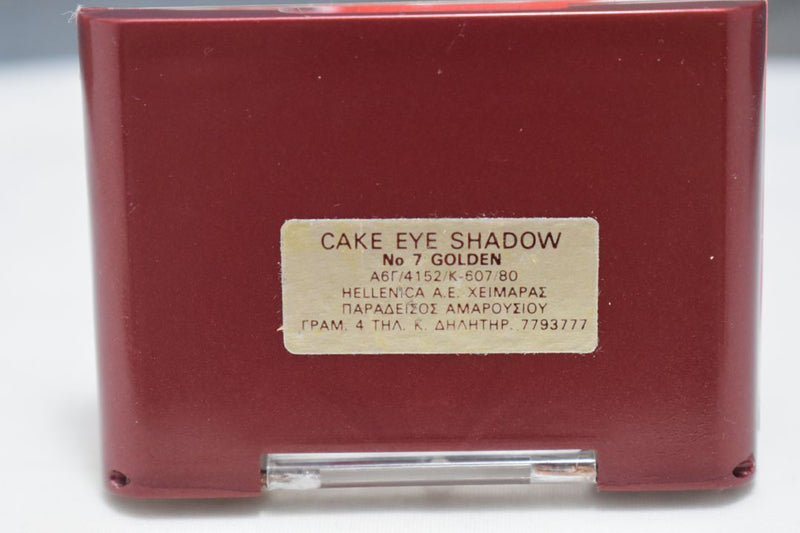 CAKE EYE SHADOW
No 7 GOLDEN
Α6Γ/4152/Κ-607/80
HELLENICA Α.Ε. ΧΕΙΜΑΡΑΣ
ΠΑΡΑΔΕΙΣΟΣ ΑΜΑΡΟΥΣΙΟΥ
ΓΡΑΜ. 4 ΤΗΛ. Κ. ΔΗΛΗΤΗΡ. 7793777